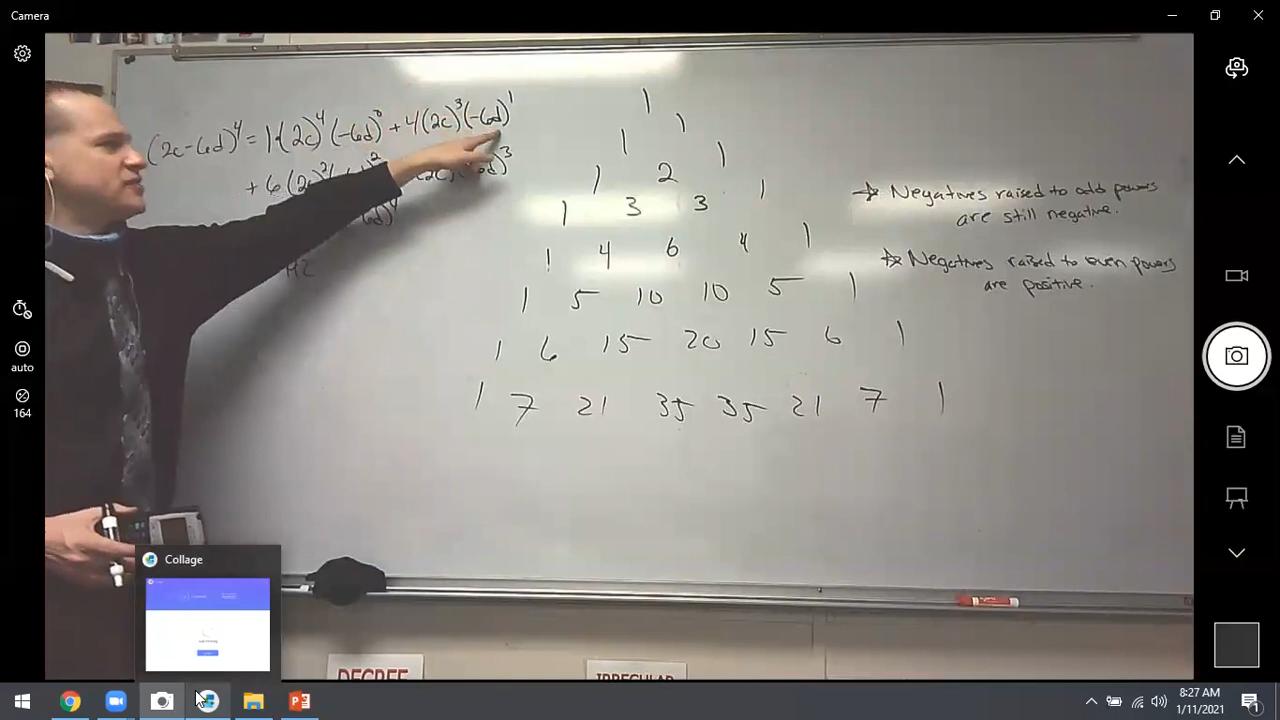 Camera
(2c-6d)⁴ = 1(2c)⁴(-6d)⁰ + 4(2c)³(-6d)¹
+ 6(2c)²
1
1 1
1 2 1
1 3 3 1
1 4 6 4 1
1 5 10 10 5 1
1 6 15 20 15 6 1
1 7 21 35 35 21 7 1
☆ Negatives raised to odd powers
are still negative.
☆ Negatives raised to even powers
are positive.
auto
164
Collage
DEGREE
IRREGULAR
8:27 AM
1/11/2021